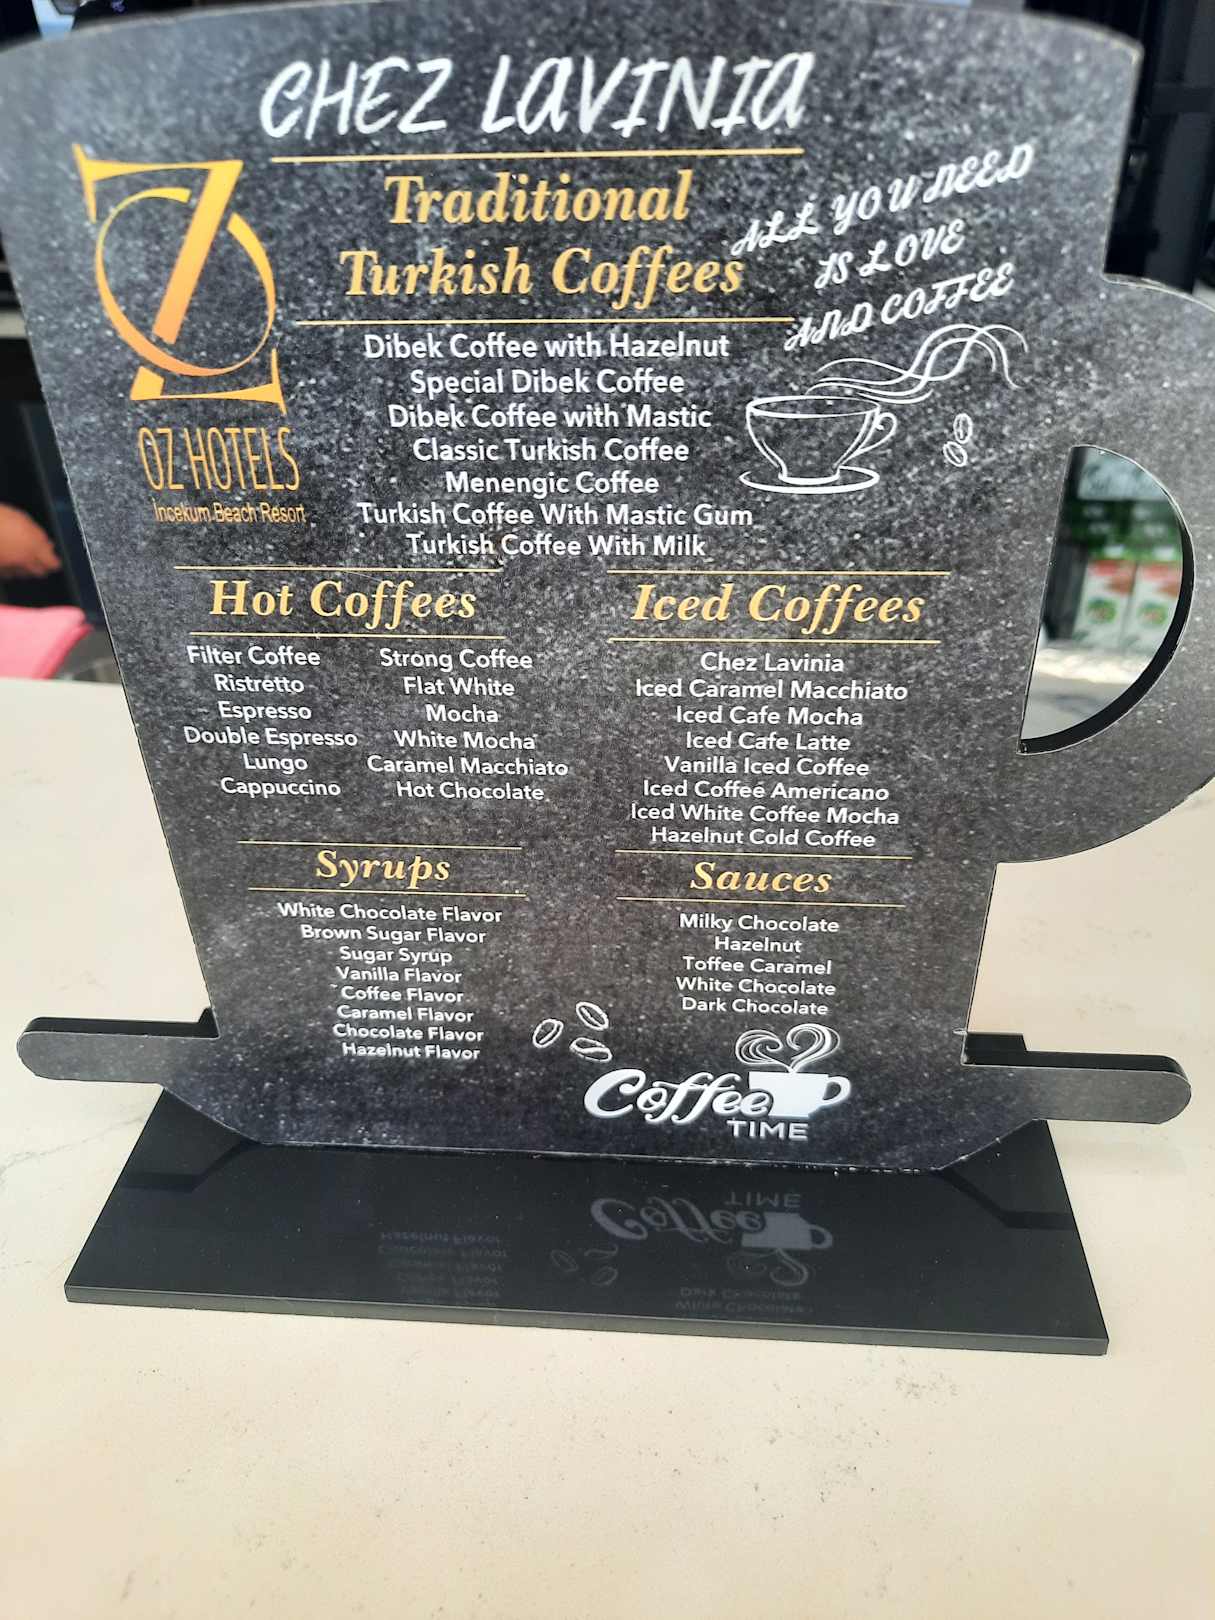 CHEZ LAVINIA
Traditional
Turkish Coffees
ALL YOU NEED
IS LOVE
AND COFFEE
OZ HOTELS
Incekum Beach Resort
Dibek Coffee with Hazelnut
Special Dibek Coffee
Dibek Coffee with Mastic
Classic Turkish Coffee
Menengic Coffee
Turkish Coffee With Mastic Gum
Turkish Coffee With Milk
Hot Coffees
Filter Coffee
Ristretto
Espresso
Double Espresso
Lungo
Cappuccino
Strong Coffee
Flat White
Mocha
White Mocha
Caramel Macchiato
Hot Chocolate
Iced Coffees
Chez Lavinia
Iced Caramel Macchiato
Iced Cafe Mocha
Iced Cafe Latte
Vanilla Iced Coffee
Iced Coffee Americano
Iced White Coffee Mocha
Hazelnut Cold Coffee
Syrups
White Chocolate Flavor
Brown Sugar Flavor
Sugar Syrup
Vanilla Flavor
Coffee Flavor
Caramel Flavor
Chocolate Flavor
Hazelnut Flavor
Sauces
Milky Chocolate
Hazelnut
Toffee Caramel
White Chocolate
Dark Chocolate
Coffee
TIME